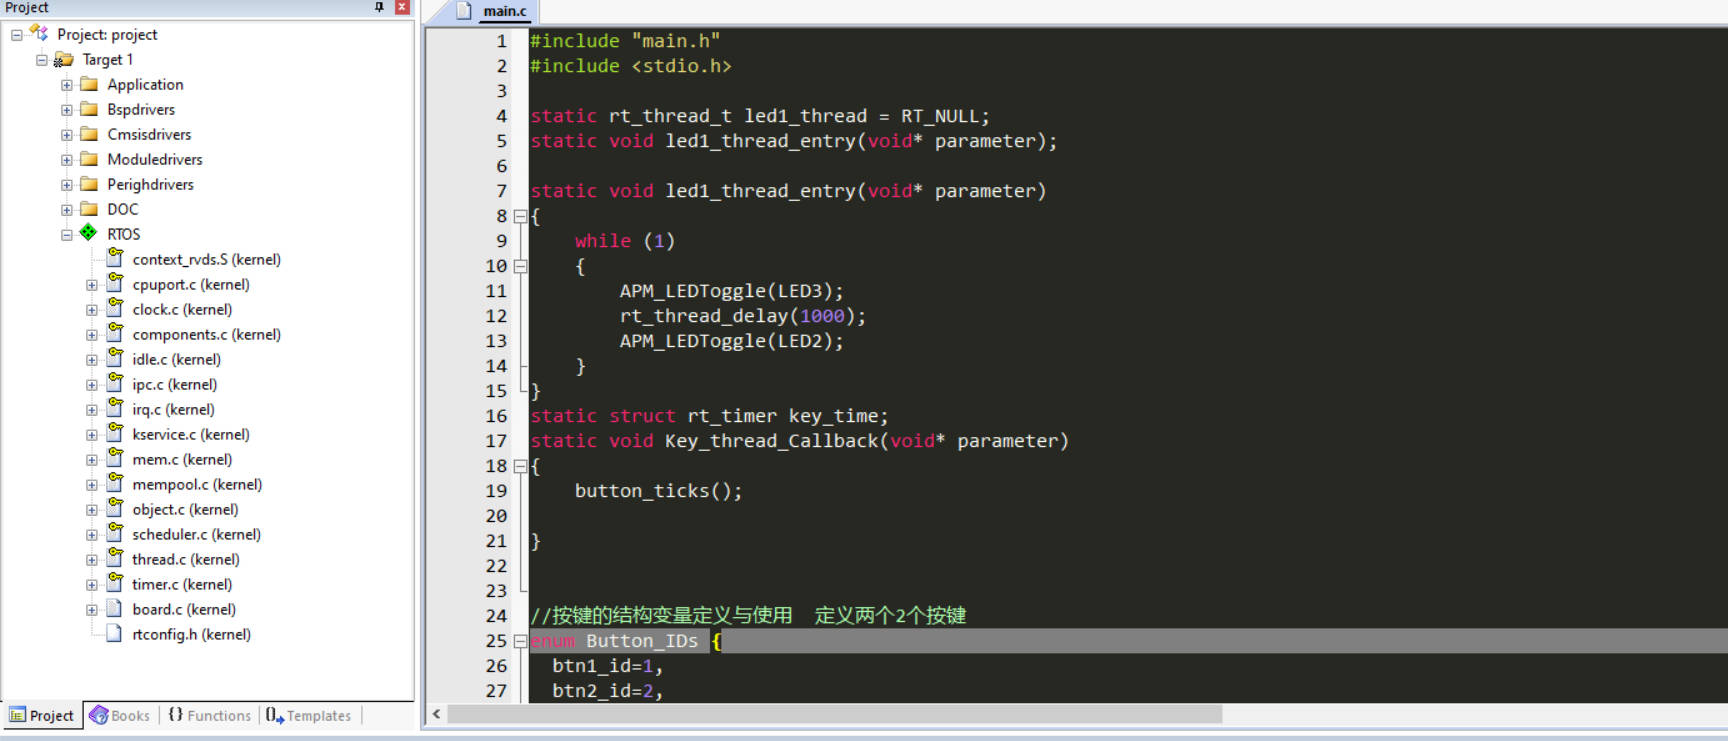 Project
Project: project
Target 1
Application
Bspdrivers
Cmsisdrivers
Moduledrivers
Perighdrivers
DOC
RTOS
context_rvds.S (kernel)
cpuport.c (kernel)
clock.c (kernel)
components.c (kernel)
idle.c (kernel)
ipc.c (kernel)
irq.c (kernel)
kservice.c (kernel)
mem.c (kernel)
mempool.c (kernel)
object.c (kernel)
scheduler.c (kernel)
thread.c (kernel)
timer.c (kernel)
board.c (kernel)
rtconfig.h (kernel)
Project Books {} Functions Templates
main.c
1 #include "main.h"
2 #include <stdio.h>
3
4 static rt_thread_t led1_thread = RT_NULL;
5 static void led1_thread_entry(void* parameter);
6
7 static void led1_thread_entry(void* parameter)
8 {
9     while (1)
10     {
11         APM_LEDToggle(LED3);
12         rt_thread_delay(1000);
13         APM_LEDToggle(LED2);
14     }
15 }
16 static struct rt_timer key_time;
17 static void Key_thread_Callback(void* parameter)
18 {
19     button_ticks();
20
21 }
22
23
24 //按键的结构变量定义与使用  定义两个2个按键
25 enum Button_IDs {
26   btn1_id=1,
27   btn2_id=2,